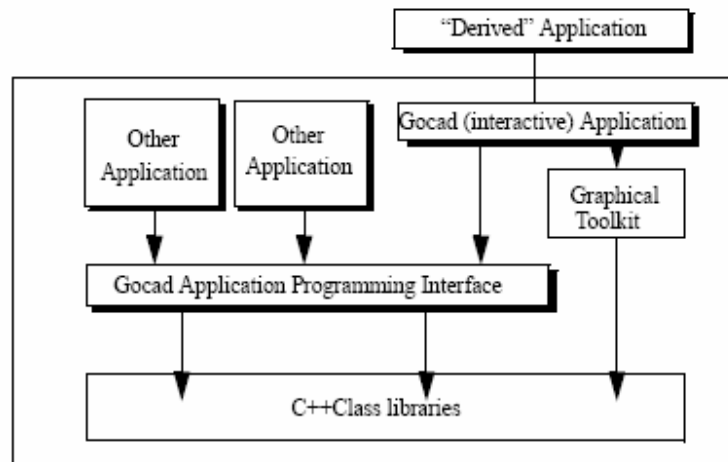 “Derived” Application
Gocad (interactive) Application
Other
Application
Other
Application
Graphical
Toolkit
Gocad Application Programming Interface
C++Class libraries